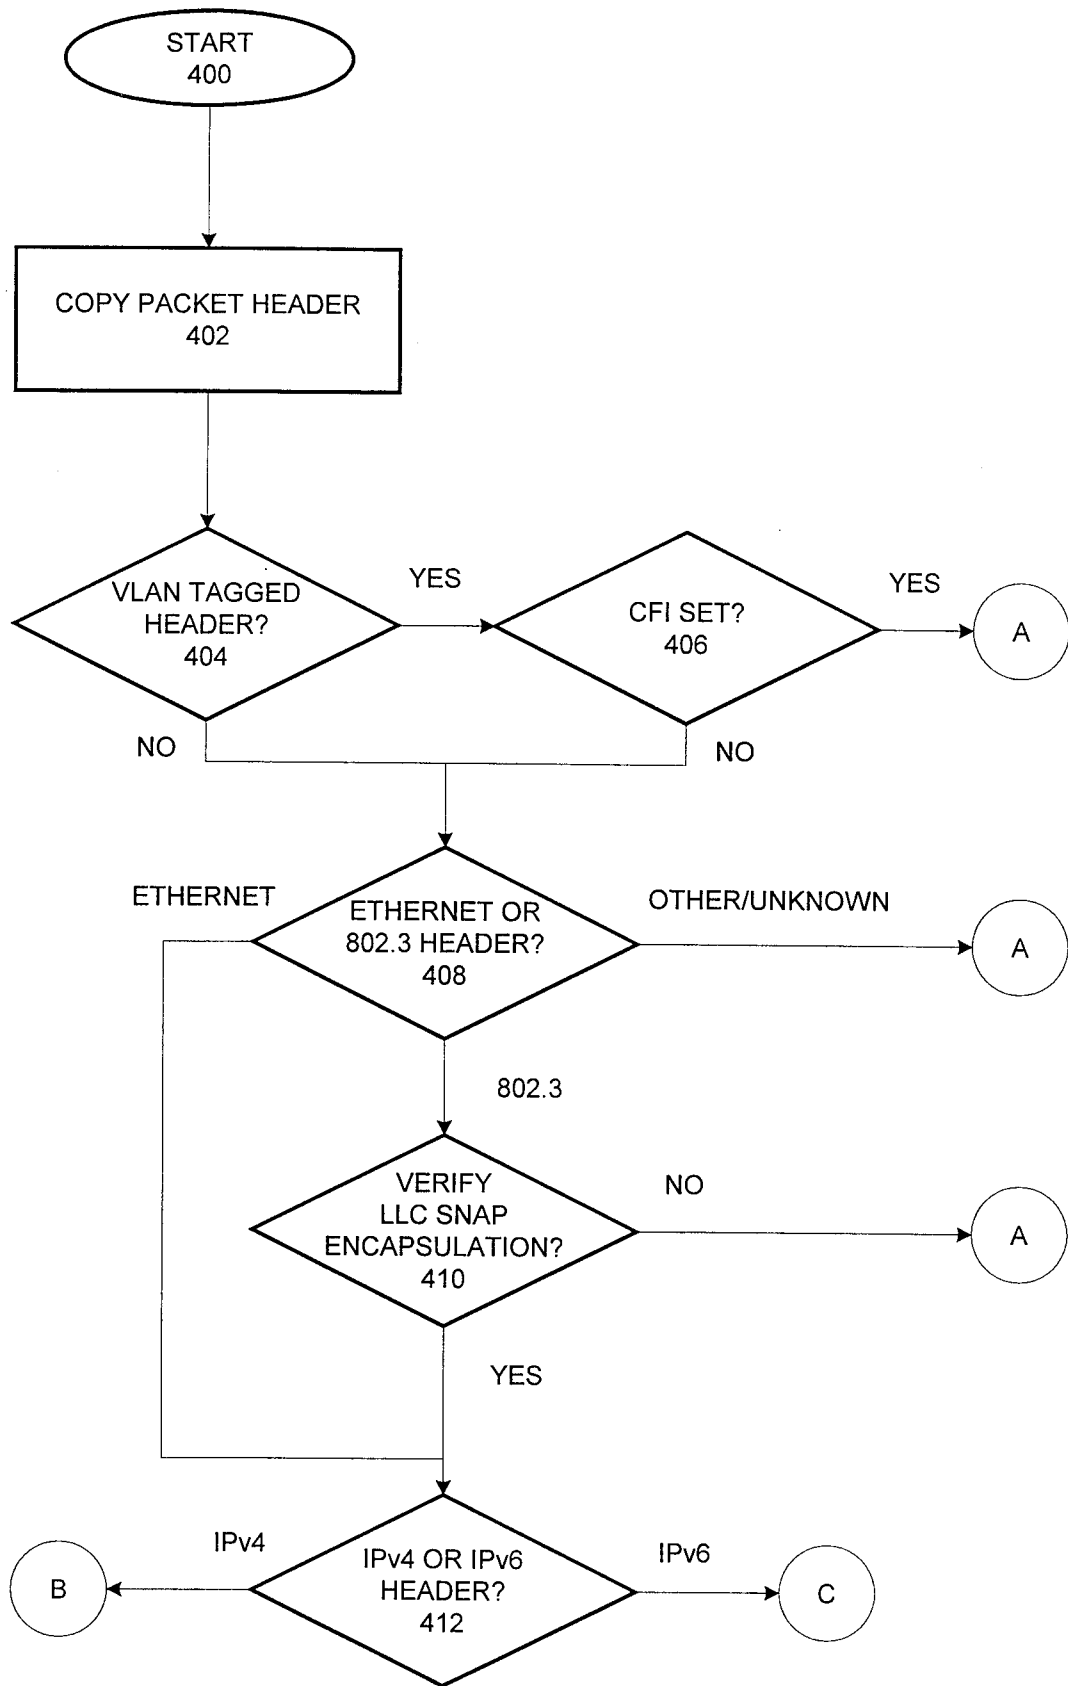 START
400
COPY PACKET HEADER
402
VLAN TAGGED
HEADER?
404
YES
CFI SET?
406
YES
A
NO
NO
ETHERNET
ETHERNET OR
802.3 HEADER?
408
OTHER/UNKNOWN
A
802.3
VERIFY
LLC SNAP
ENCAPSULATION?
410
NO
A
YES
B
IPv4
IPv4 OR IPv6
HEADER?
412
IPv6
C